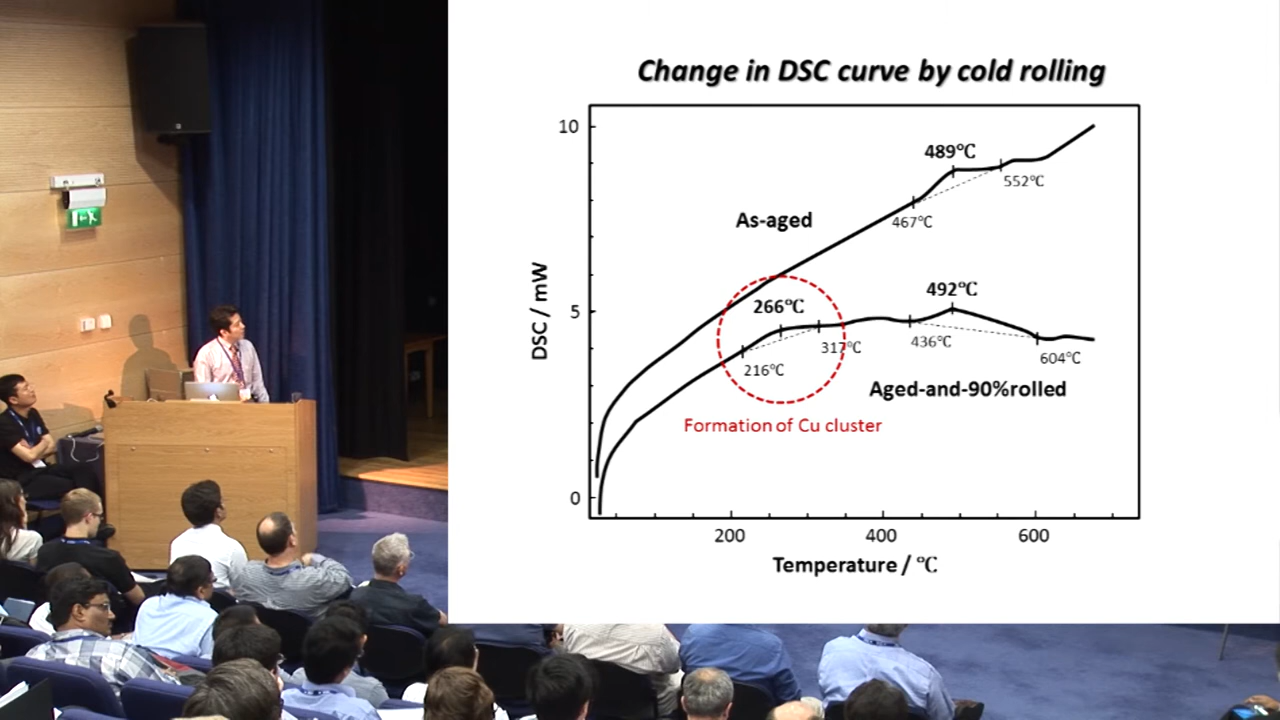 Change in DSC curve by cold rolling
10
489℃
552℃
As-aged
467℃
DSC / mW
5
266℃
492℃
317℃
436℃
216℃
604℃
Aged-and-90%rolled
Formation of Cu cluster
0
200
400
600
Temperature / ℃